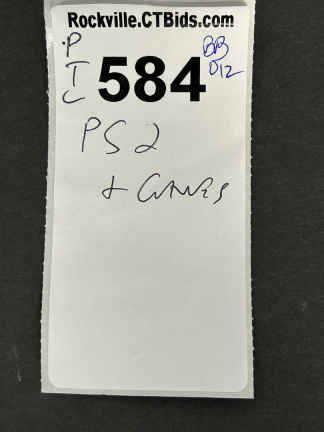 Rockville.CTBids.com
P
I
C
584
BB
D12
PS2
+ GAMES